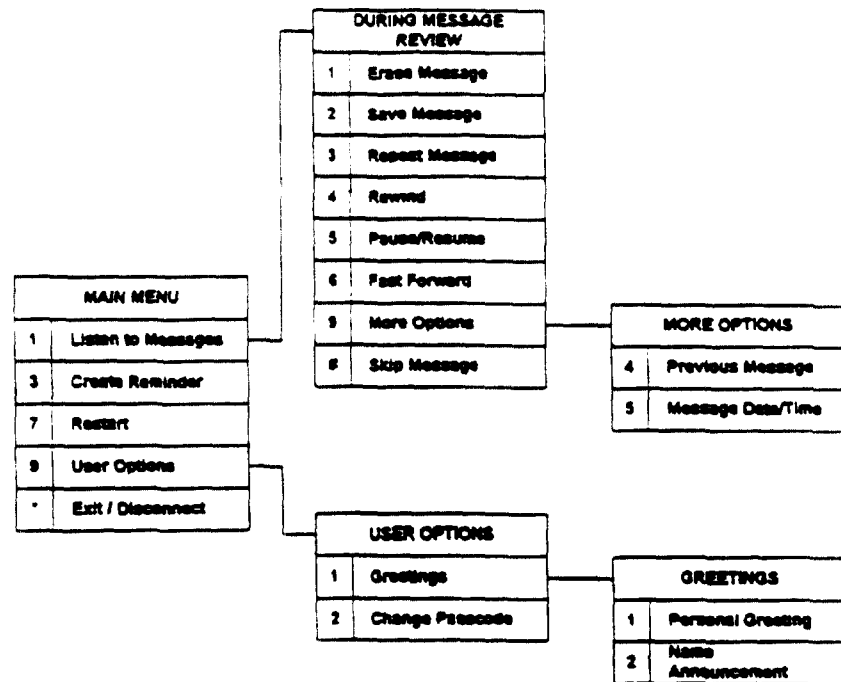 DURING MESSAGE
REVIEW
1 Erase Message
2 Save Message
3 Repeat Message
4 Rewind
5 Pause/Resume
6 Fast Forward
9 More Options
# Skip Message
MAIN MENU
1 Listen to Messages
3 Create Reminder
7 Restart
9 User Options
* Exit / Disconnect
MORE OPTIONS
4 Previous Message
5 Message Date/Time
USER OPTIONS
1 Greetings
2 Change Passcode
GREETINGS
1 Personal Greeting
2 Name
Announcement